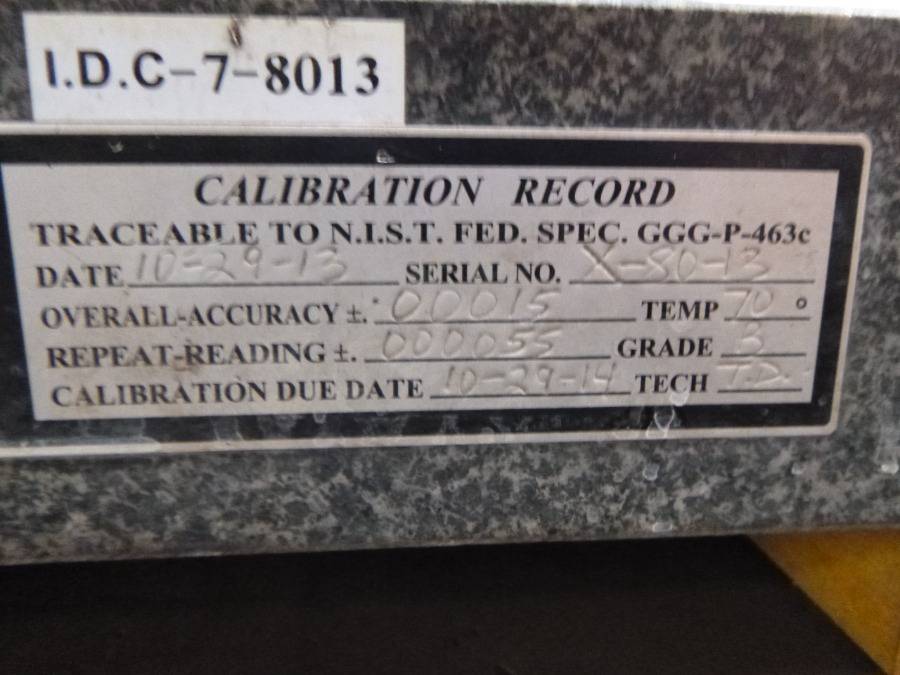 I.D.C-7-8013
CALIBRATION RECORD
TRACEABLE TO N.I.S.T. FED. SPEC. GGG-P-463c
DATE 10-29-13 SERIAL NO. X-80-13
OVERALL-ACCURACY ±. 00015 TEMP 70 °
REPEAT-READING ±. 000055 GRADE B
CALIBRATION DUE DATE 10-29-14 TECH T.D.